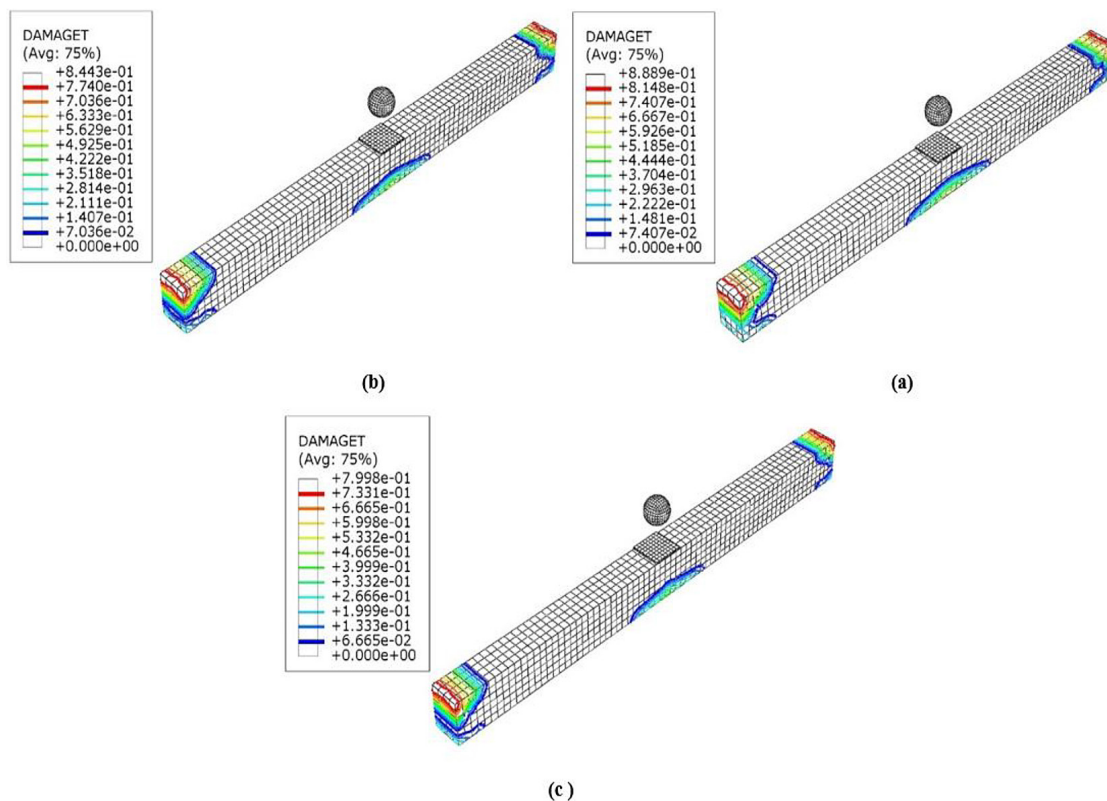 DAMAGET
(Avg: 75%)
+8.443e-01
+7.740e-01
+7.036e-01
+6.333e-01
+5.629e-01
+4.925e-01
+4.222e-01
+3.518e-01
+2.814e-01
+2.111e-01
+1.407e-01
+7.036e-02
+0.000e+00
(b)
DAMAGET
(Avg: 75%)
+8.889e-01
+8.148e-01
+7.407e-01
+6.667e-01
+5.926e-01
+5.185e-01
+4.444e-01
+3.704e-01
+2.963e-01
+2.222e-01
+1.481e-01
+7.407e-02
+0.000e+00
(a)
DAMAGET
(Avg: 75%)
+7.998e-01
+7.331e-01
+6.665e-01
+5.998e-01
+5.332e-01
+4.665e-01
+3.999e-01
+3.332e-01
+2.666e-01
+1.999e-01
+1.333e-01
+6.665e-02
+0.000e+00
(c )